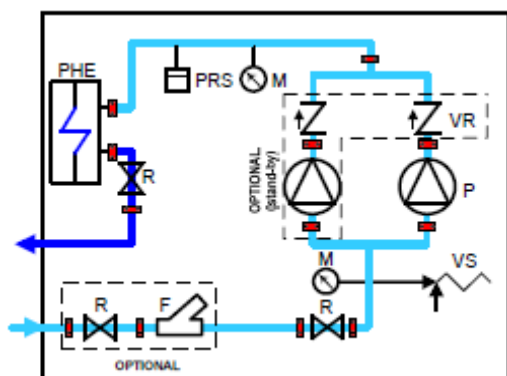 PHE
PRS
M
VR
R
OPTIONAL
(stand-by)
P
M
VS
R
F
R
OPTIONAL